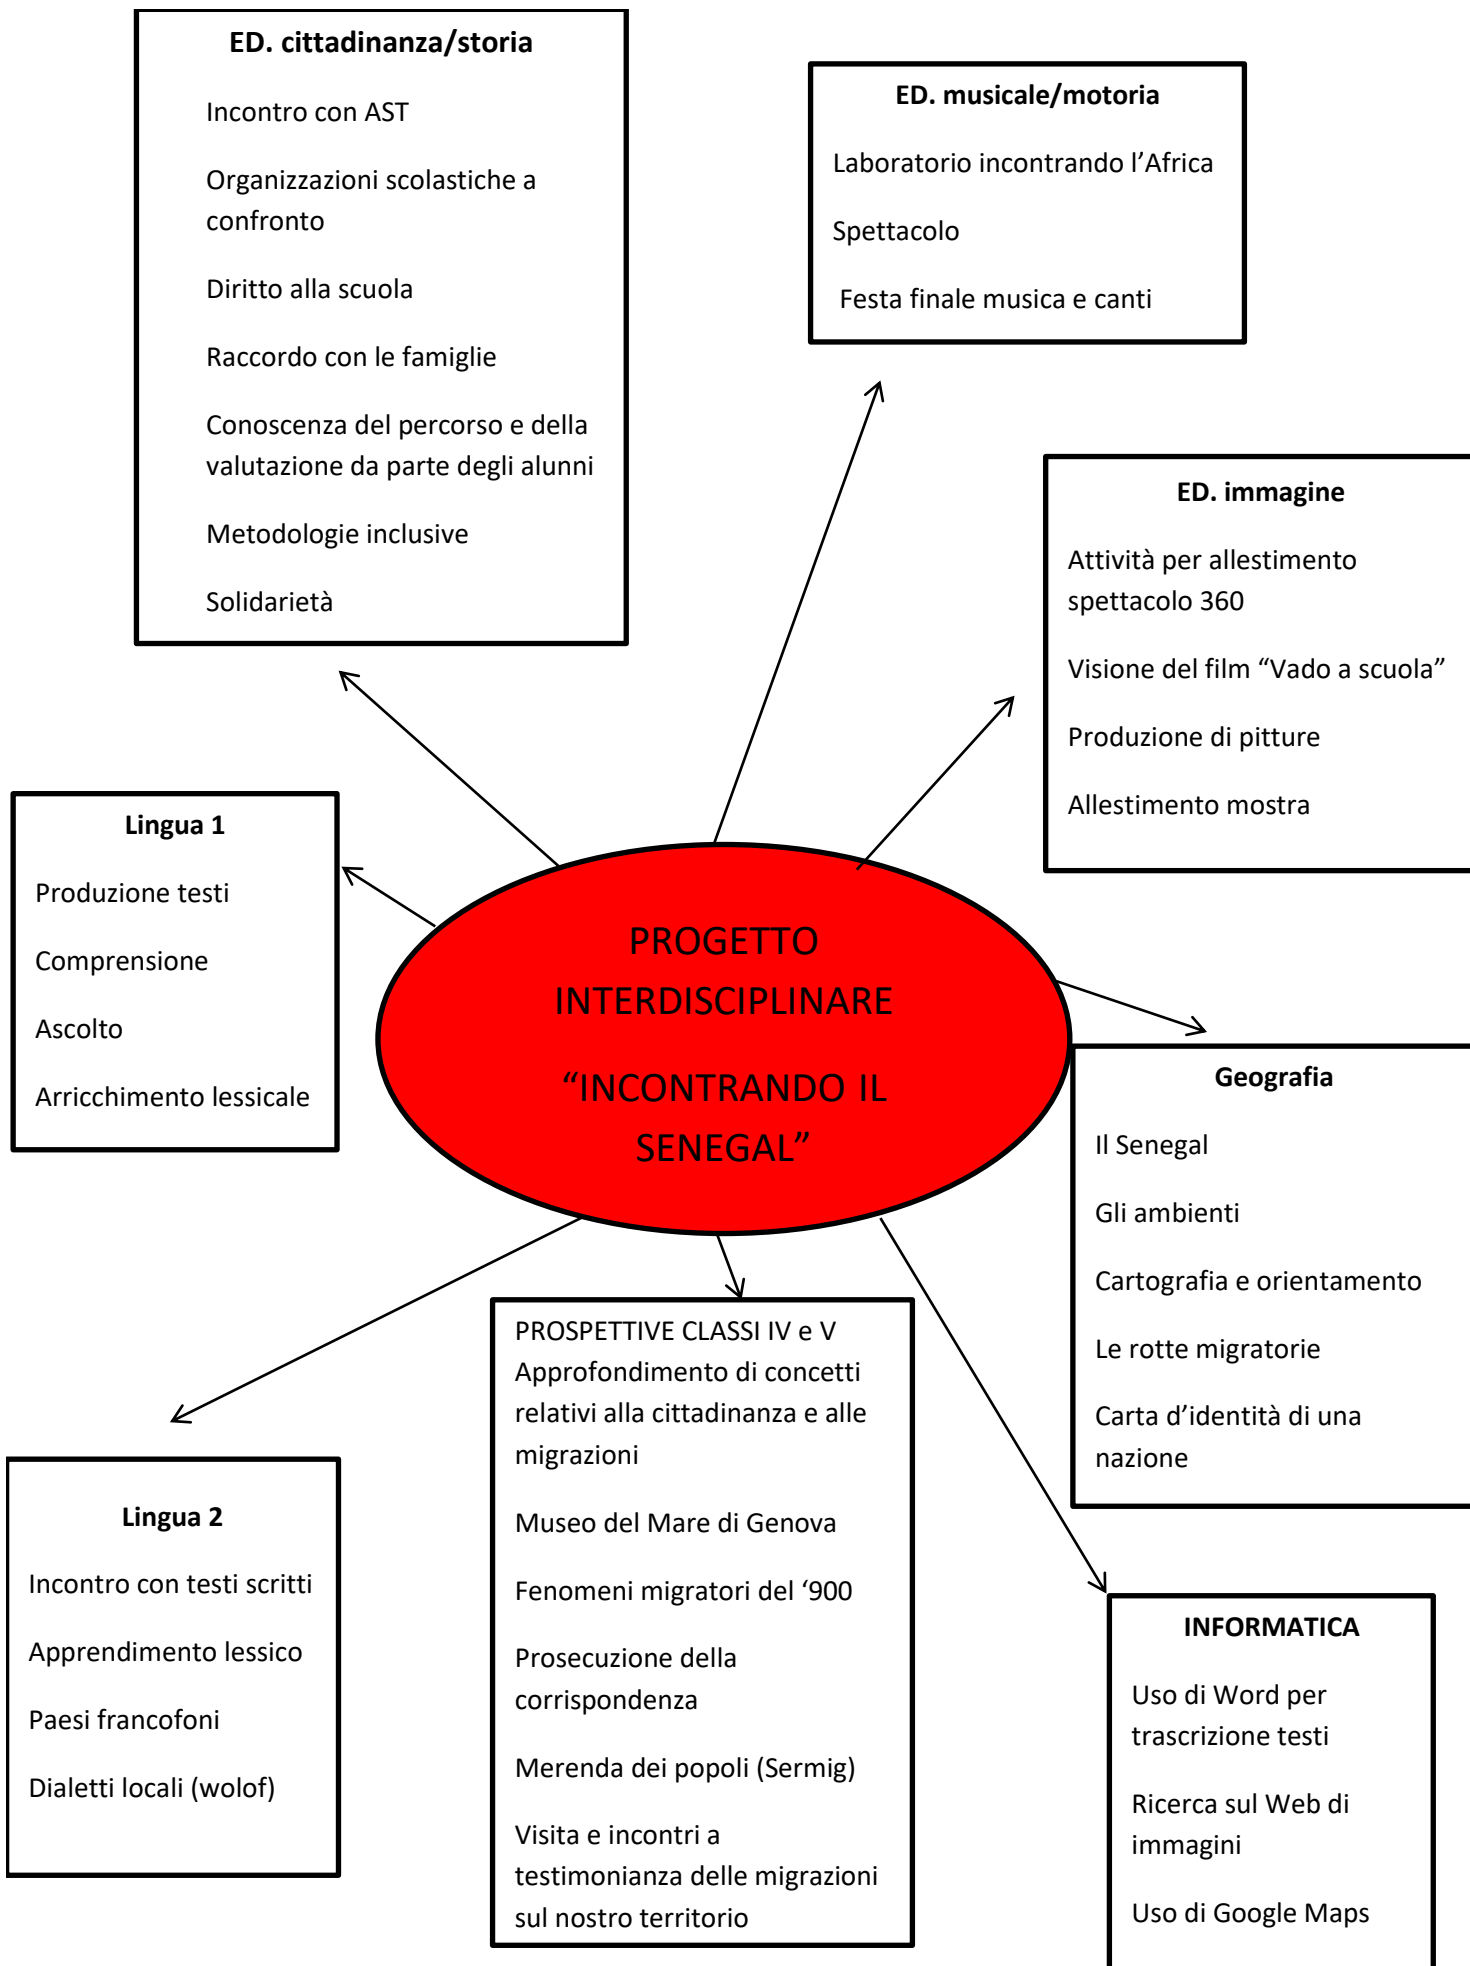 ED. cittadinanza/storia
Incontro con AST
Organizzazioni scolastiche a
confronto
Diritto alla scuola
Raccordo con le famiglie
Conoscenza del percorso e della
valutazione da parte degli alunni
Metodologie inclusive
Solidarietà
ED. musicale/motoria
Laboratorio incontrando l’Africa
Spettacolo
Festa finale musica e canti
ED. immagine
Attività per allestimento
spettacolo 360
Visione del film “Vado a scuola”
Produzione di pitture
Allestimento mostra
Lingua 1
Produzione testi
Comprensione
Ascolto
Arricchimento lessicale
PROGETTO
INTERDISCIPLINARE
“INCONTRANDO IL
SENEGAL”
Geografia
Il Senegal
Gli ambienti
Cartografia e orientamento
Le rotte migratorie
Carta d’identità di una
nazione
Lingua 2
Incontro con testi scritti
Apprendimento lessico
Paesi francofoni
Dialetti locali (wolof)
PROSPETTIVE CLASSI IV e V
Approfondimento di concetti
relativi alla cittadinanza e alle
migrazioni
Museo del Mare di Genova
Fenomeni migratori del ‘900
Prosecuzione della
corrispondenza
Merenda dei popoli (Sermig)
Visita e incontri a
testimonianza delle migrazioni
sul nostro territorio
INFORMATICA
Uso di Word per
trascrizione testi
Ricerca sul Web di
immagini
Uso di Google Maps